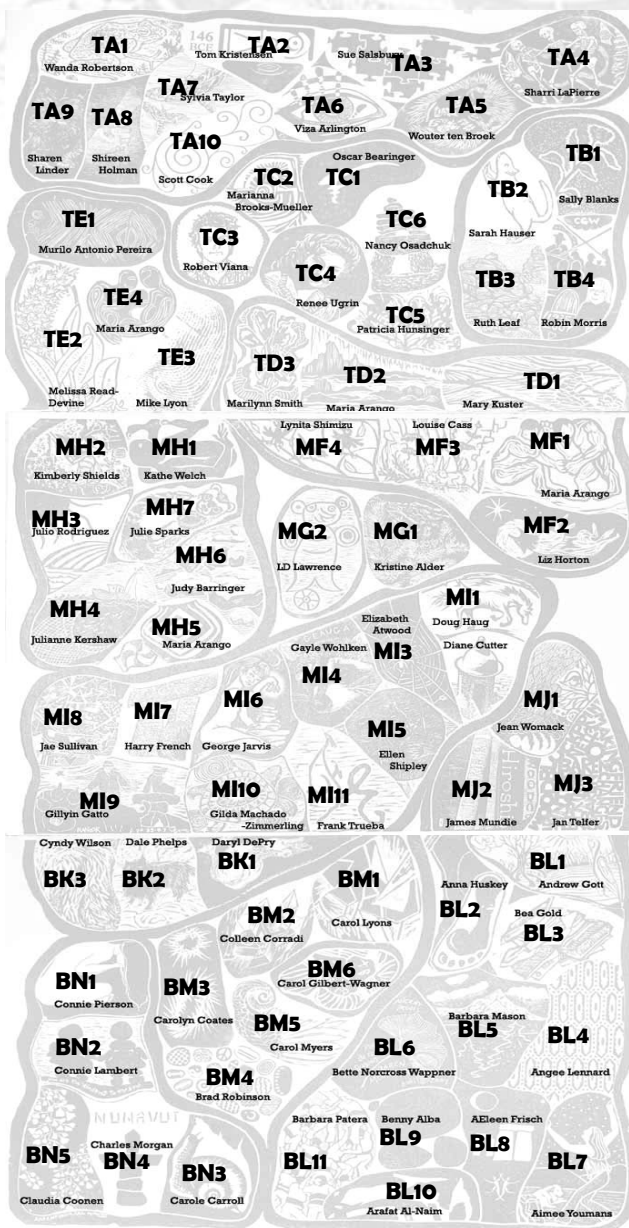 TA1
Wanda Robertson
146
BCE
TA2
Tom Kristensen
Sue Salsbury
TA3
TA4
Sharri LaPierre
TA7
Sylvia Taylor
TA9
Sharen
Linder
TA8
Shireen
Holman
TA10
Scott Cook
TA6
Viza Arlington
TA5
Wouter ten Broek
Oscar Bearinger
TC2
Marianna
Brooks-Mueller
TC1
TB1
Sally Blanks
TB2
Sarah Hauser
CGW
TE1
Murilo Antonio Pereira
TC3
Robert Viana
TC6
Nancy Osadchuk
TC4
Renee Ugrin
TC5
Patricia Hunsinger
TB3
Ruth Leaf
TB4
Robin Morris
TE4
Maria Arango
TE2
Melissa Read-
Devine
TE3
Mike Lyon
TD3
Marilynn Smith
TD2
Maria Arango
TD1
Mary Kuster
MH2
Kimberly Shields
MH1
Kathe Welch
Lynita Shimizu
MF4
Louise Cass
MF3
MF1
Maria Arango
MH3
Julio Rodriguez
MH7
Julie Sparks
MH6
Judy Barringer
MG2
LD Lawrence
MG1
Kristine Alder
MF2
Liz Horton
MH4
Julianne Kershaw
MH5
Maria Arango
Elizabeth
Atwood
MI3
MI1
Doug Haug
Diane Cutter
Gayle Wohlken
MI4
MI8
Jae Sullivan
MI7
Harry French
MI6
George Jarvis
MI5
Ellen
Shipley
MJ1
Jean Womack
MI9
Gillyin Gatto
MI10
Gilda Machado
-Zimmerling
MI11
Frank Trueba
MJ2
James Mundie
MJ3
Jan Telfer
Cyndy Wilson
BK3
Dale Phelps
BK2
Daryl DePry
BK1
BM1
Carol Lyons
BL1
Andrew Gott
Anna Huskey
BL2
Bea Gold
BL3
BM2
Colleen Corradi
BM6
Carol Gilbert-Wagner
BN1
Connie Pierson
BM3
Carolyn Coates
BM5
Carol Myers
Barbara Mason
BL5
BL4
Angee Lennard
BN2
Connie Lambert
BM4
Brad Robinson
BL6
Bette Norcross Wappner
NUNAVUT
Charles Morgan
BN4
BN5
Claudia Coonen
BN3
Carole Carroll
Barbara Patera
BL11
Benny Alba
BL9
AEleen Frisch
BL8
BL7
Aimee Youmans
BL10
Arafat Al-Naim